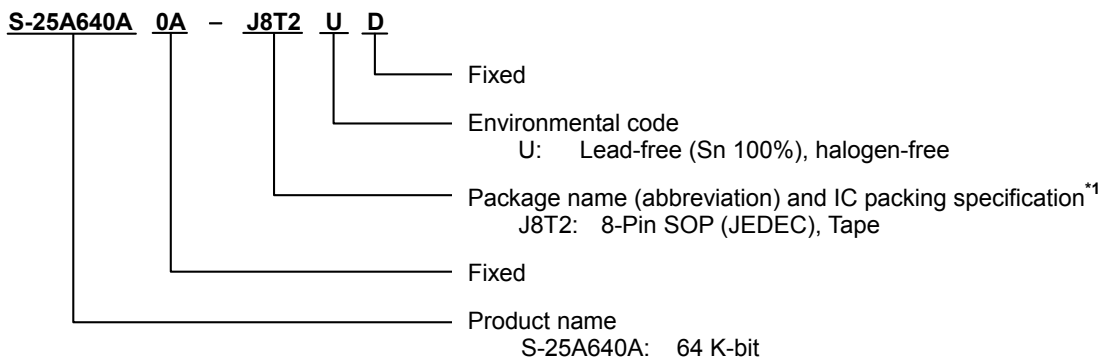 S-25A640A 0A – J8T2 U D
Fixed
Environmental code
U: Lead-free (Sn 100%), halogen-free
Package name (abbreviation) and IC packing specification*1
J8T2: 8-Pin SOP (JEDEC), Tape
Fixed
Product name
S-25A640A: 64 K-bit